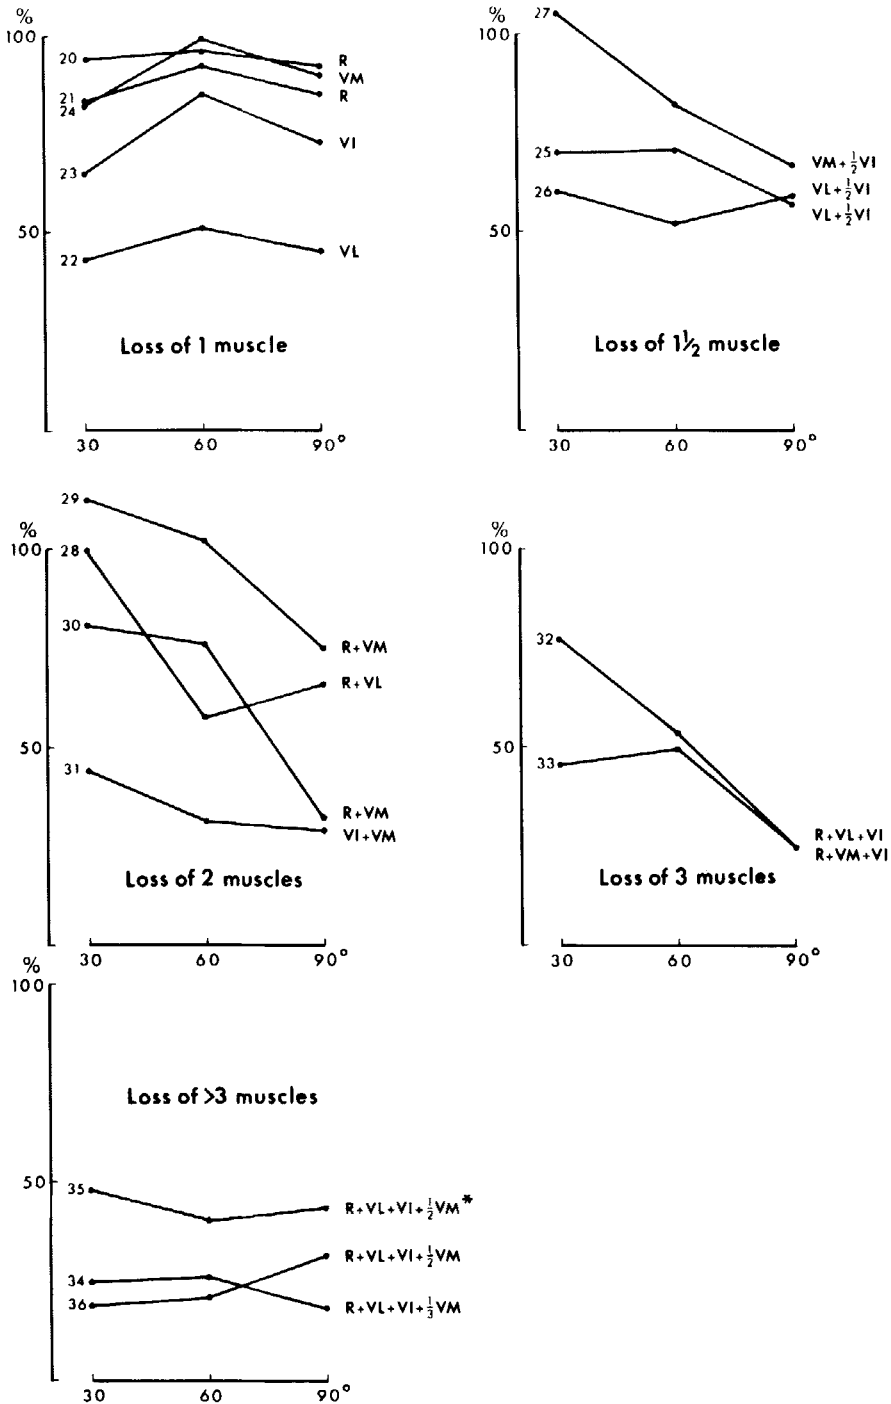 %
100
50
20
21
24
23
22
R
VM
R
VI
VL
Loss of 1 muscle
30 60 90°
%
100
50
27
25
26
VM + ½VI
VL + ½VI
VL + ½VI
Loss of 1½ muscle
30 60 90°
%
100
50
29
28
30
31
R + VM
R + VL
R + VM
VI + VM
Loss of 2 muscles
30 60 90°
%
100
50
32
33
R + VL + VI
R + VM + VI
Loss of 3 muscles
30 60 90°
%
100
50
Loss of >3 muscles
35
34
36
R + VL + VI + ½VM*
R + VL + VI + ½VM
R + VL + VI + ⅓VM
30 60 90°